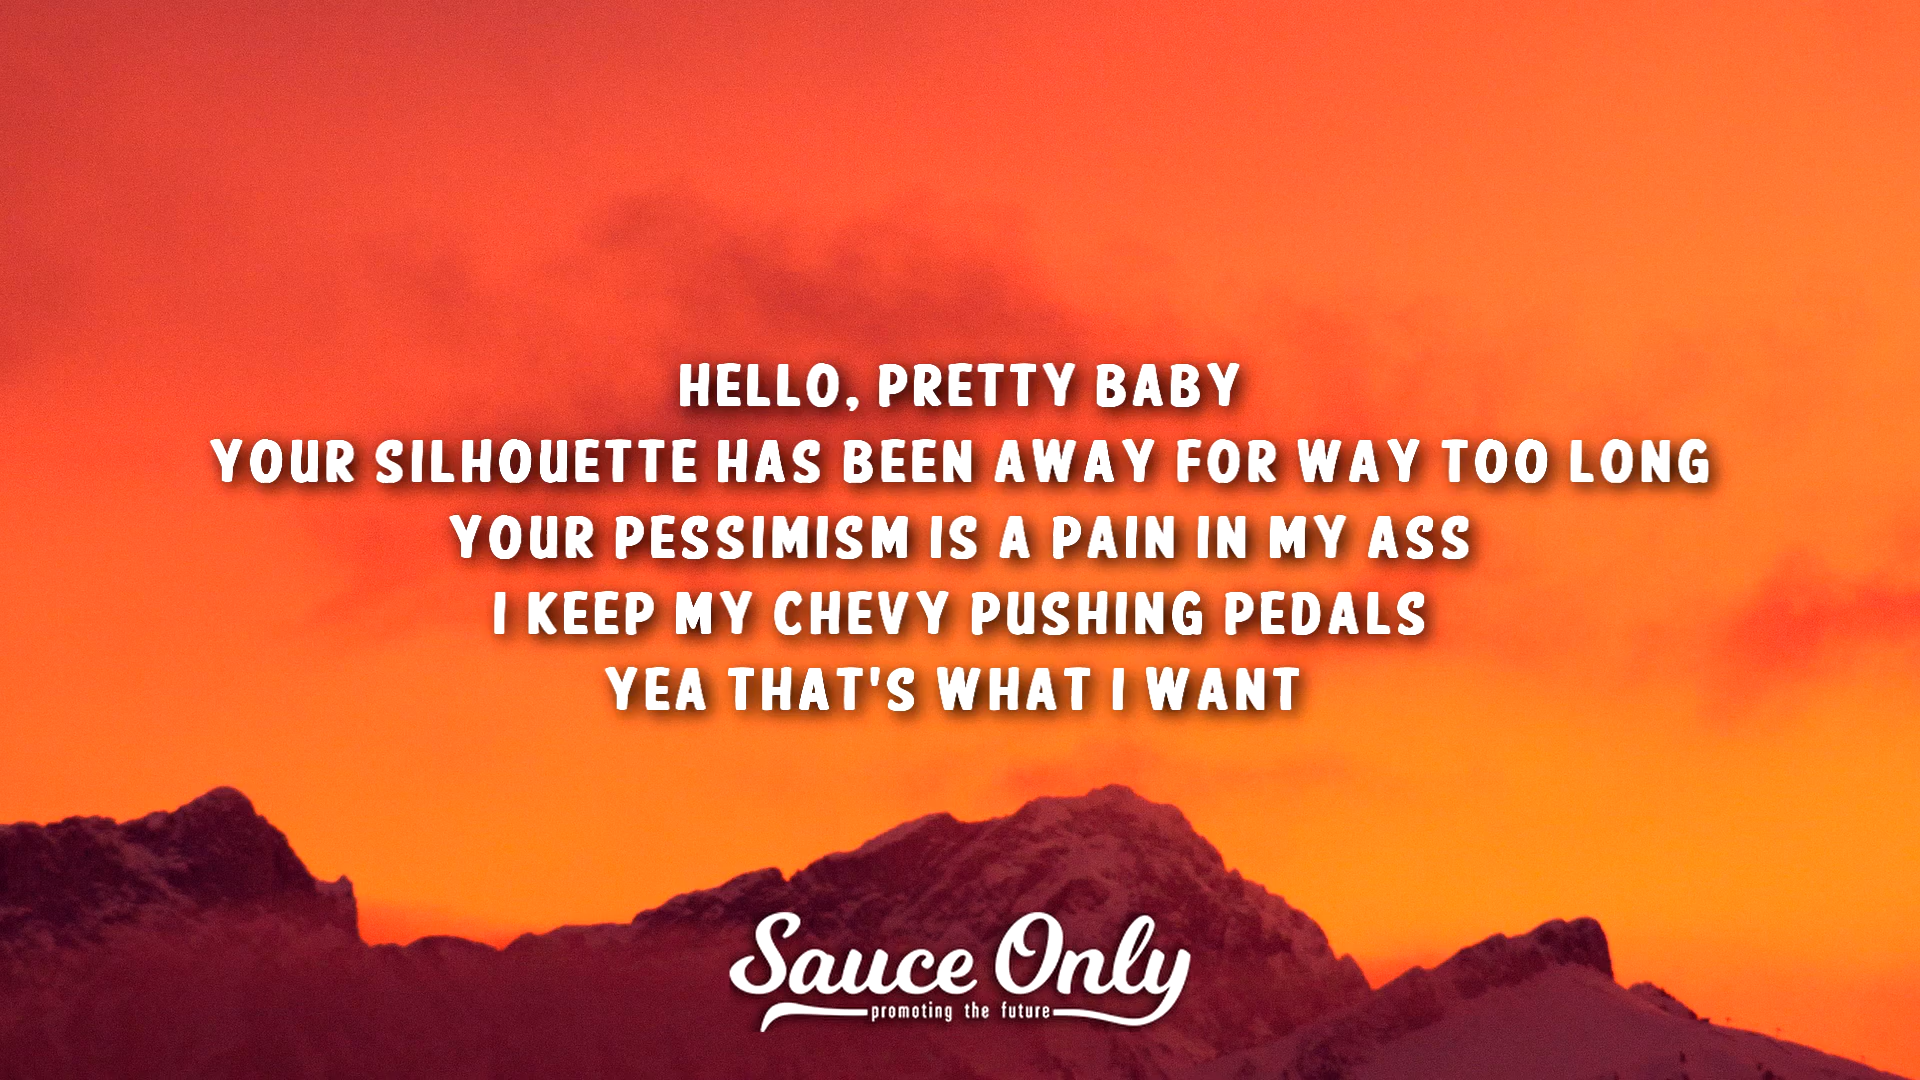 HELLO, PRETTY BABY
YOUR SILHOUETTE HAS BEEN AWAY FOR WAY TOO LONG
YOUR PESSIMISM IS A PAIN IN MY ASS
I KEEP MY CHEVY PUSHING PEDALS
YEA THAT'S WHAT I WANT
Sauce Only
promoting the future